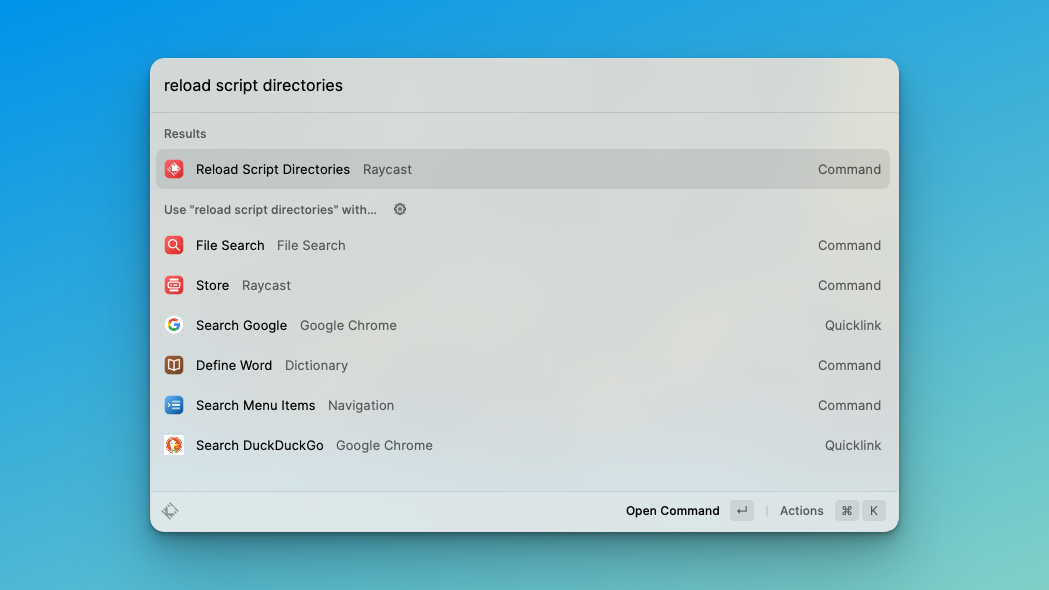 reload script directories
Results
Reload Script Directories Raycast Command
Use "reload script directories" with...
File Search File Search Command
Store Raycast Command
Search Google Google Chrome Quicklink
Define Word Dictionary Command
Search Menu Items Navigation Command
Search DuckDuckGo Google Chrome Quicklink
Open Command ↵ | Actions ⌘ K